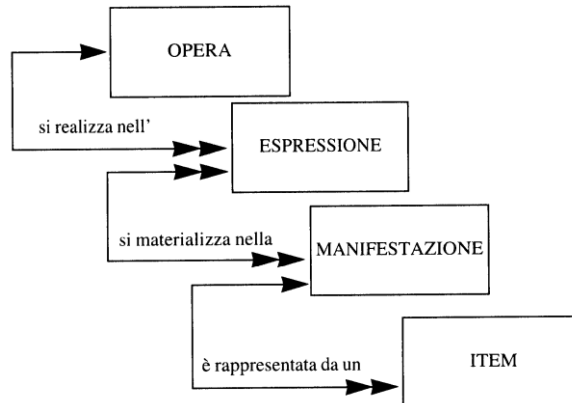 OPERA
si realizza nell'
ESPRESSIONE
si materializza nella
MANIFESTAZIONE
è rappresentata da un
ITEM